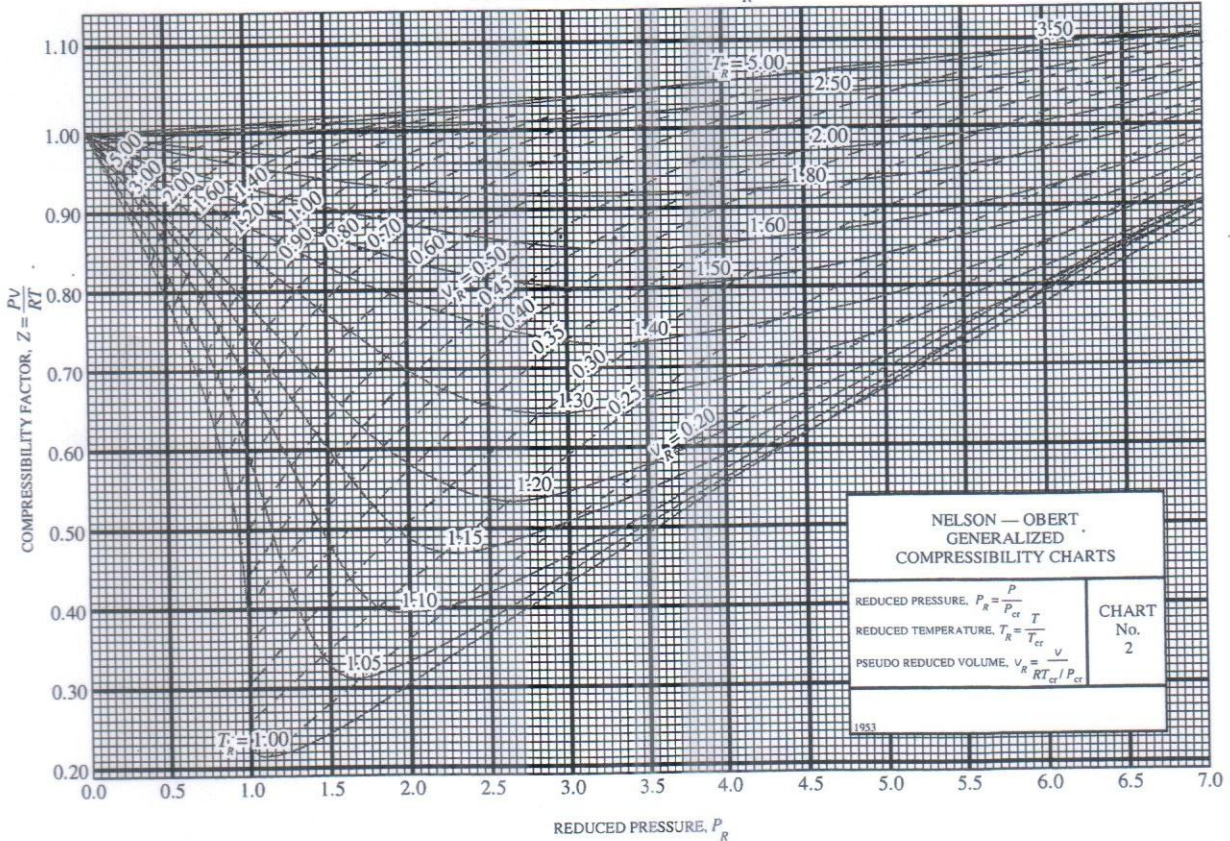 R
1.10
1.00
0.90
0.80
0.70
0.60
0.50
0.40
0.30
0.20
COMPRESSIBILITY FACTOR, Z = Pv / RT
0.0 0.5 1.0 1.5 2.0 2.5 3.0 3.5 4.0 4.5 5.0 5.5 6.0 6.5 7.0
REDUCED PRESSURE, P_R
T_R = 5.00
3.50
2.50
2.00
1.80
1.60
1.50
1.40
1.30
1.20
1.15
1.10
1.05
T_R = 1.00
5.00
3.00
2.00
1.60
1.40
1.20
1.00
0.90
0.80
0.70
0.60
v_R = 0.50
0.45
0.40
0.35
0.30
0.25
v_R = 0.20
NELSON — OBERT
GENERALIZED
COMPRESSIBILITY CHARTS
REDUCED PRESSURE, P_R = P / P_cr
REDUCED TEMPERATURE, T_R = T / T_cr
PSEUDO REDUCED VOLUME, v_R = v / RT_cr / P_cr
CHART
No.
2
1953